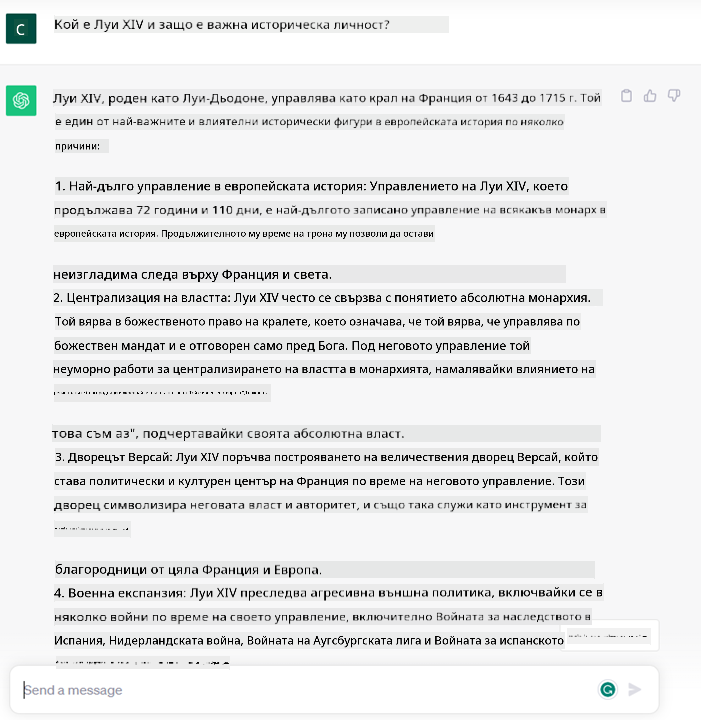 C
Кой е Луи XIV и защо е важна историческа личност?
Луи XIV, роден като Луи-Дьодоне, управлява като крал на Франция от 1643 до 1715 г. Той
е един от най-важните и влиятелни исторически фигури в европейската история по няколко
причини:
1. Най-дълго управление в европейската история: Управлението на Луи XIV, което
продължава 72 години и 110 дни, е най-дългото записано управление на всякакъв монарх в
европейската история. Продължителното му време на трона му позволи да остави
неизгладима следа върху Франция и света.
2. Централизация на властта: Луи XIV често се свързва с понятието абсолютна монархия.
Той вярва в божественото право на кралете, което означава, че той вярва, че управлява по
божествен мандат и е отговорен само пред Бога. Под неговото управление той
неуморно работи за централизирането на властта в монархията, намалявайки влиянието на
това съм аз", подчертавайки своята абсолютна власт.
3. Дворецът Версай: Луи XIV поръчва построяването на величествения дворец Версай, който
става политически и културен център на Франция по време на неговото управление. Този
дворец символизира неговата власт и авторитет, и също така служи като инструмент за
благородници от цяла Франция и Европа.
4. Военна експанзия: Луи XIV преследва агресивна външна политика, включвайки се в
няколко войни по време на своето управление, включително Войната за наследството в
Испания, Нидерландската война, Войната на Аугсбургската лига и Войната за испанското
Send a message